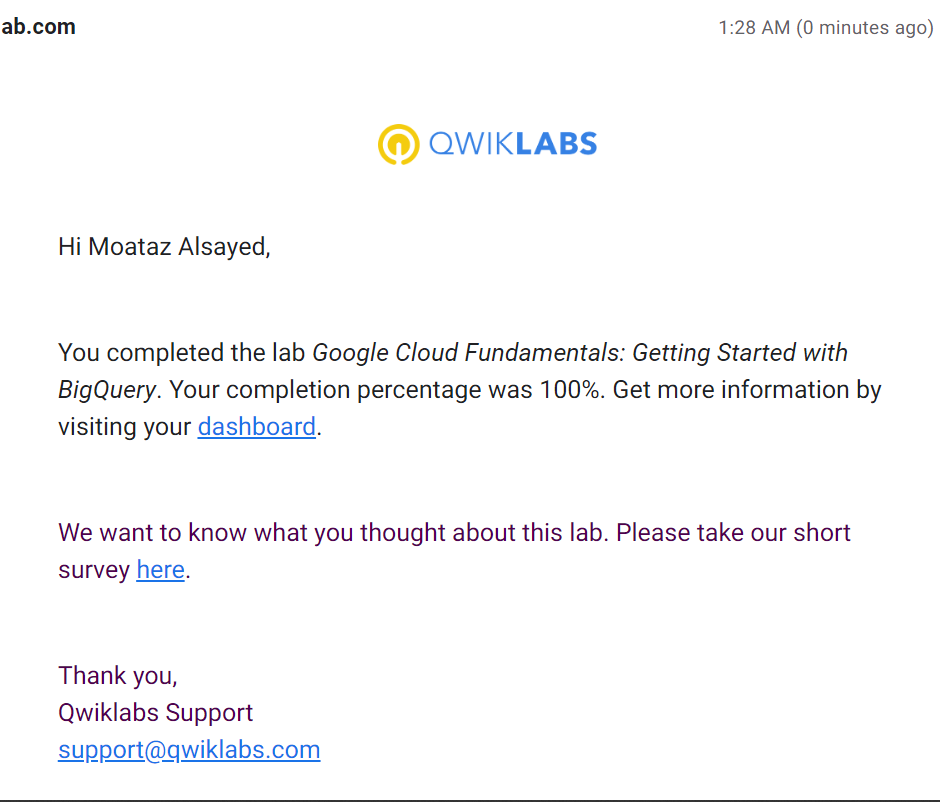 ab.com 1:28 AM (0 minutes ago)
QWIKLABS
Hi Moataz Alsayed,
You completed the lab Google Cloud Fundamentals: Getting Started with
BigQuery. Your completion percentage was 100%. Get more information by
visiting your dashboard.
We want to know what you thought about this lab. Please take our short
survey here.
Thank you,
Qwiklabs Support
support@qwiklabs.com